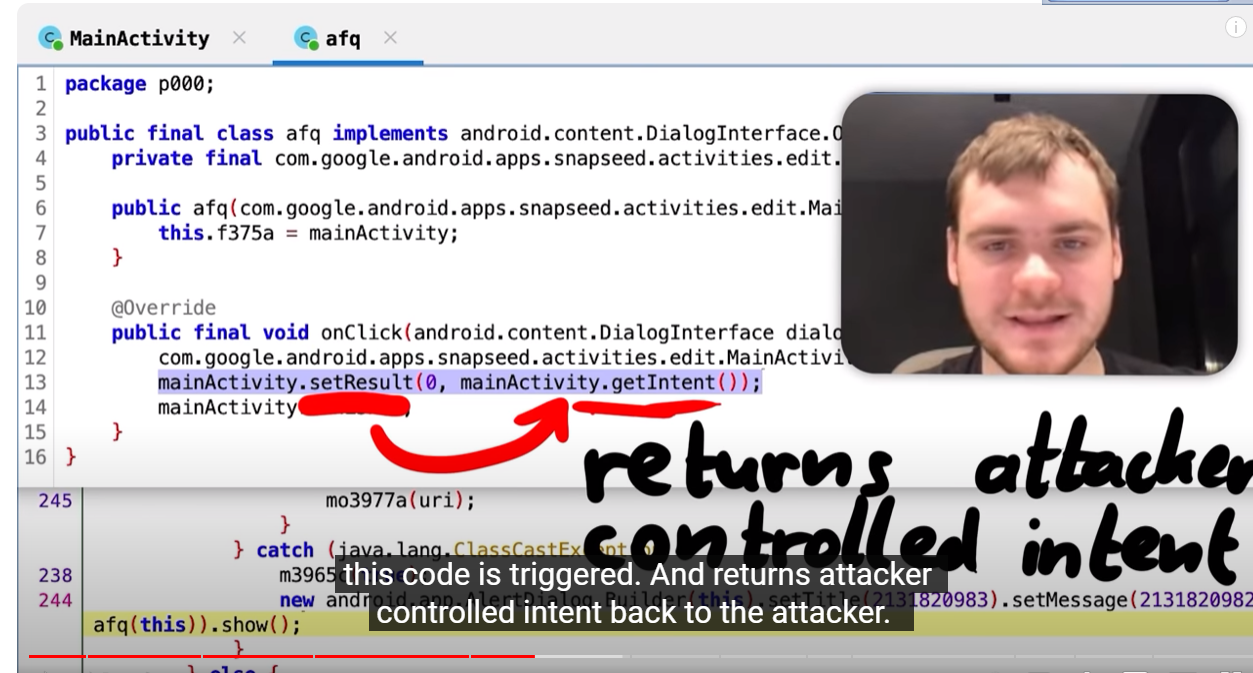 MainActivity ×
afq ×
1 package p000;
2
3 public final class afq implements android.content.DialogInterface.O
4 private final com.google.android.apps.snapseed.activities.edit.
5
6 public afq(com.google.android.apps.snapseed.activities.edit.Mai
7 this.f375a = mainActivity;
8 }
9
10 @Override
11 public final void onClick(android.content.DialogInterface dialo
12 com.google.android.apps.snapseed.activities.edit.MainActivi
13 mainActivity.setResult(0, mainActivity.getIntent());
14 mainActivity
15 }
16 }
returns attacker
controlled intent
245 mo3977a(uri);
}
} catch (java.lang.ClassCastException
238
244 new android.app.AlertDialog.Builder(this).setTitle(2131820983).setMessage(2131820982
afq(this)).show();
}
} else {
this code is triggered. And returns attacker
controlled intent back to the attacker.